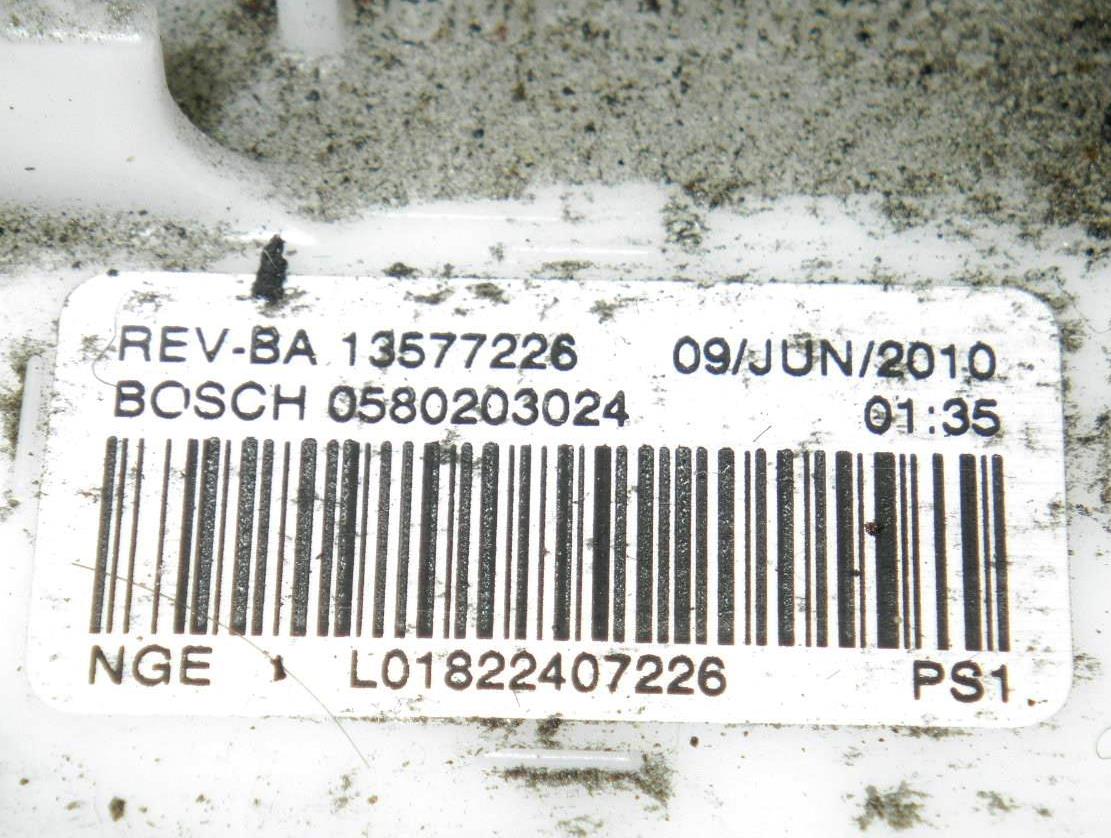 REV-BA 13577226 09/JUN/2010
BOSCH 0580203024 01:35
NGE L01822407226 PS1